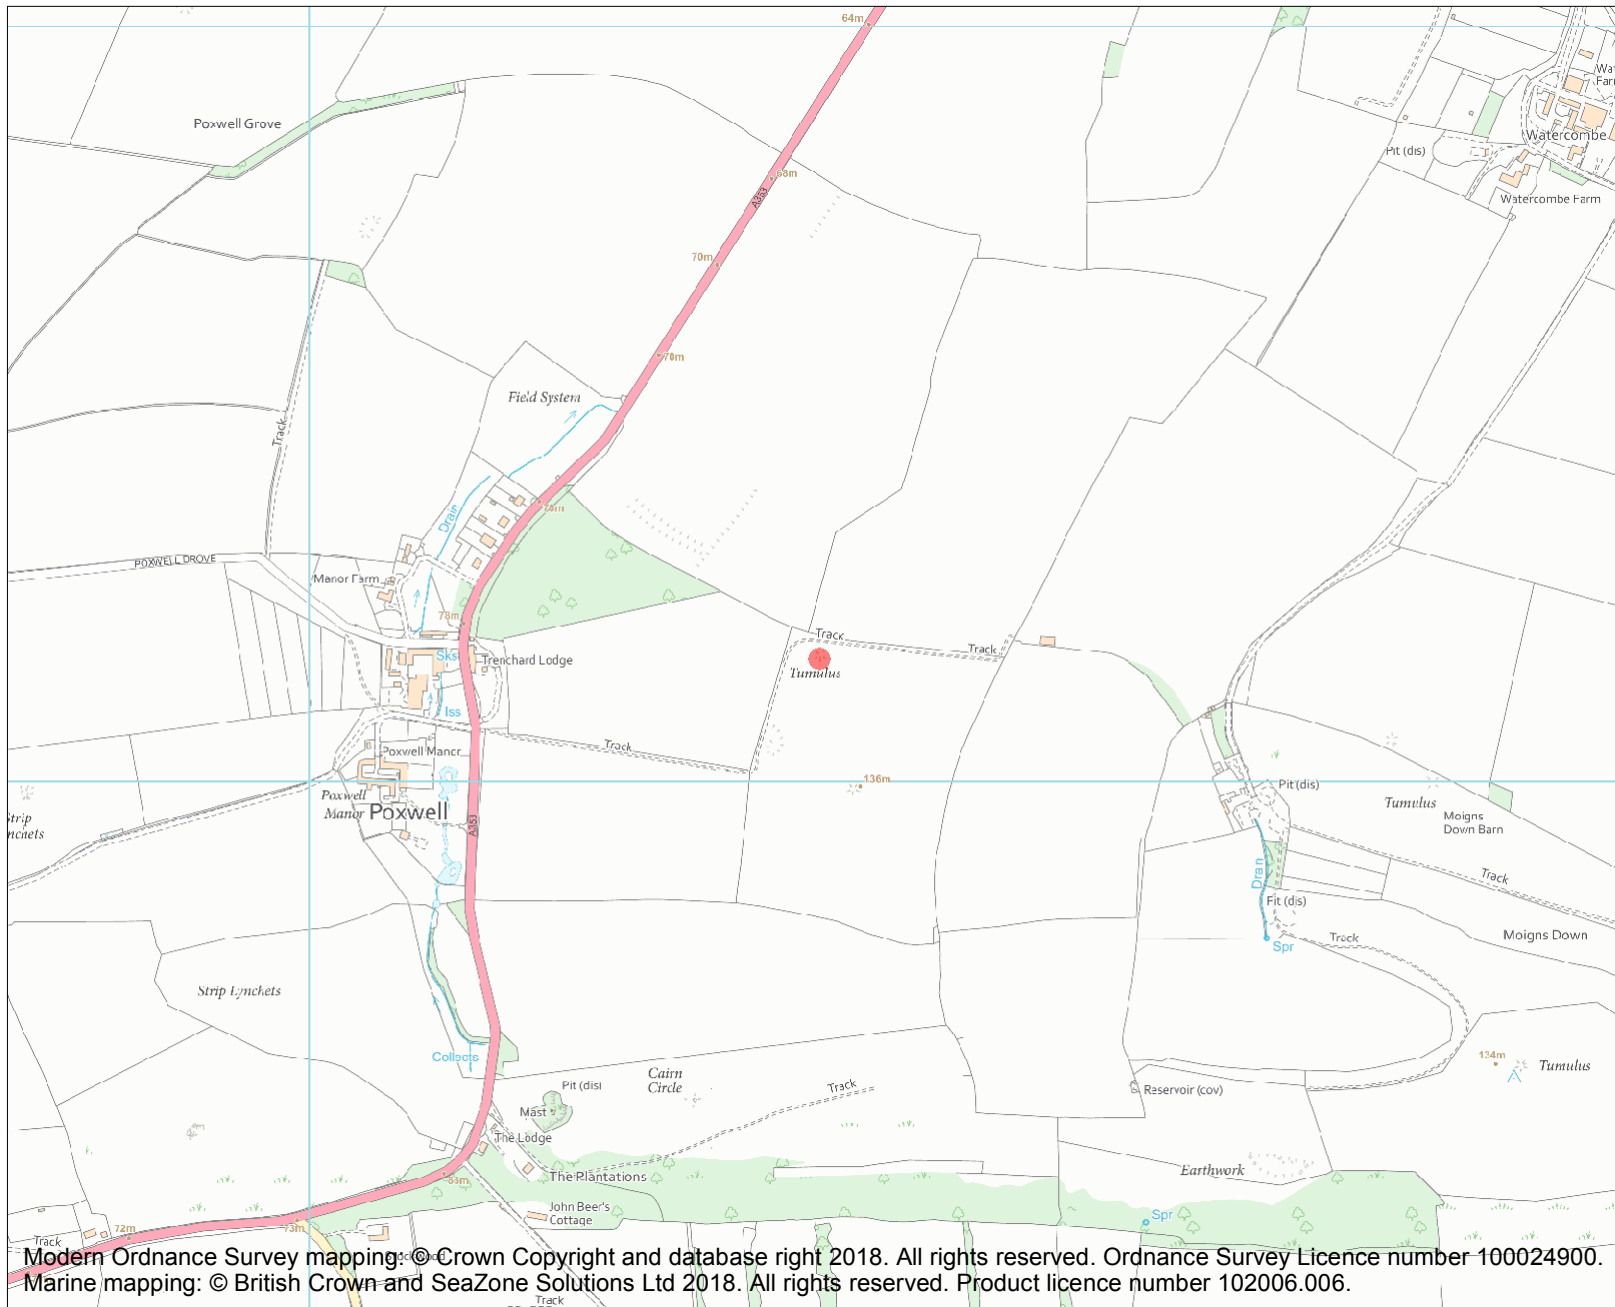 64m
Poxwell Grove
Wa
Far
Watercombe
Pit (dis)
68m
A353
Watercombe Farm
70m
70m
Field System
Track
Drain
POXWELL DROVE
Manor Farm
78m
Sks
Trenchard Lodge
Track
Track
Tumulus
Iss
Track
Poxwell Manor
136m
Pit (dis)
Poxwell
Manor
Poxwell
Strip
nchets
A353
Tumulus
Moigns
Down Barn
Drain
Track
Pit (dis)
Moigns Down
Track
Spr
Strip Lynchets
Collects
134m
Tumulus
Cairn
Circle
Pit (dis)
Track
Reservoir (cov)
Mast
The Lodge
Earthwork
The Plantations
John Beer's
Cottage
Spr
72m
73m
Track
Modern Ordnance Survey mapping: © Crown Copyright and database right 2018. All rights reserved. Ordnance Survey Licence number 100024900.
Marine mapping: © British Crown and SeaZone Solutions Ltd 2018. All rights reserved. Product licence number 102006.006.
Track